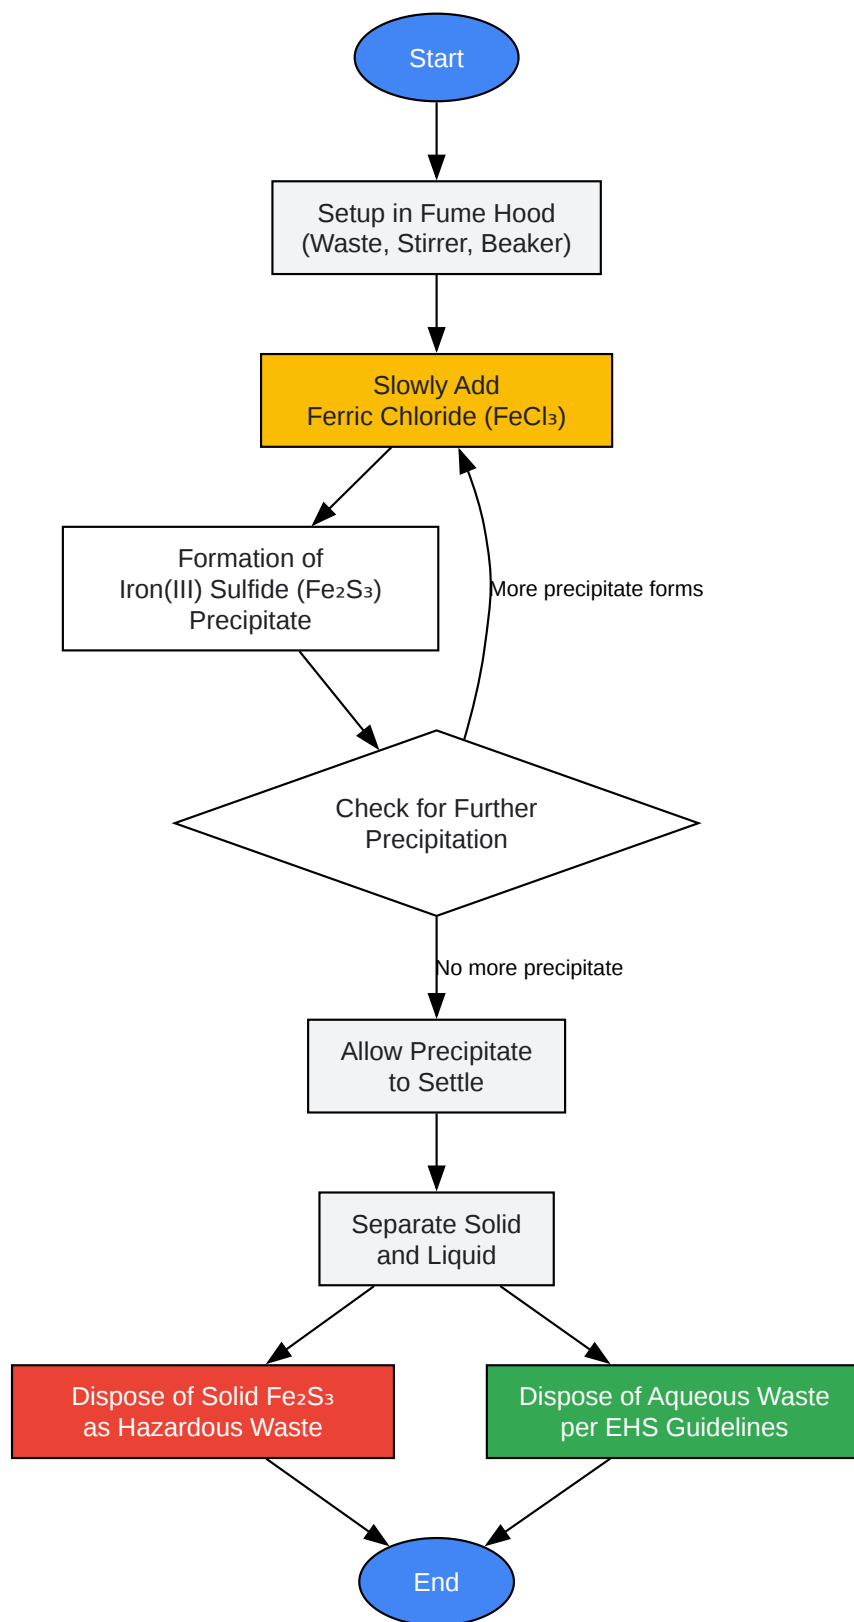 Start
Setup in Fume Hood
(Waste, Stirrer, Beaker)
Slowly Add
Ferric Chloride (FeCl₃)
Formation of
Iron(III) Sulfide (Fe₂S₃)
Precipitate
More precipitate forms
Check for Further
Precipitation
No more precipitate
Allow Precipitate
to Settle
Separate Solid
and Liquid
Dispose of Solid Fe₂S₃
as Hazardous Waste
Dispose of Aqueous Waste
per EHS Guidelines
End